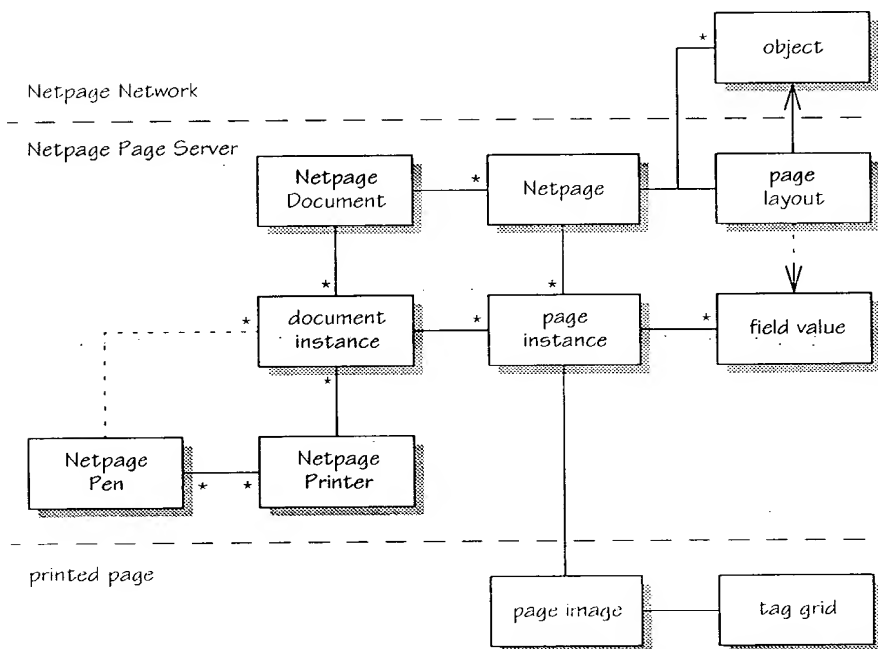 *
object
Netpage Network
Netpage Page Server
Netpage
Document
*
Netpage
page
layout
*
*
*
document
instance
*
page
instance
*
field value
*
Netpage
Pen
*
*
Netpage
Printer
printed page
page image
tag grid